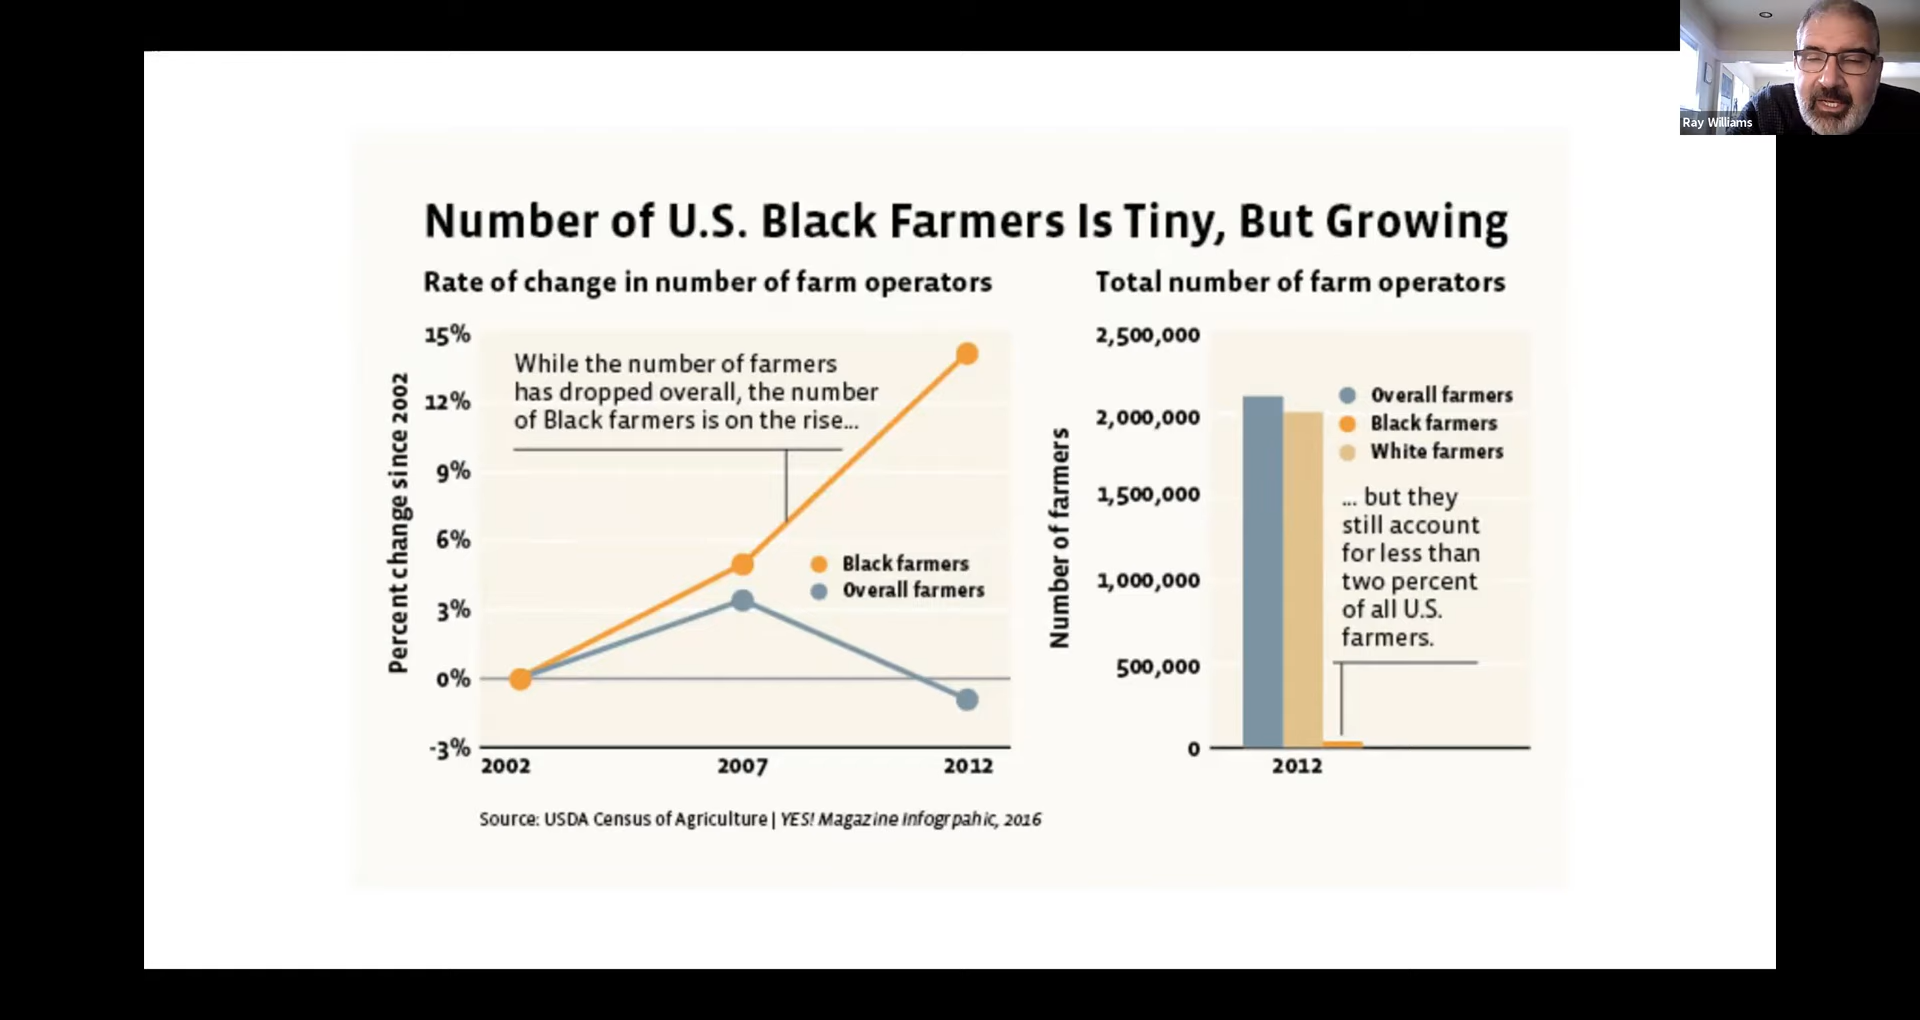 Ray Williams
Number of U.S. Black Farmers Is Tiny, But Growing
Rate of change in number of farm operators
Percent change since 2002
15%
12%
9%
6%
3%
0%
-3%
While the number of farmers
has dropped overall, the number
of Black farmers is on the rise...
Black farmers
Overall farmers
2002
2007
2012
Total number of farm operators
Number of farmers
2,500,000
2,000,000
1,500,000
1,000,000
500,000
0
Overall farmers
Black farmers
White farmers
... but they
still account
for less than
two percent
of all U.S.
farmers.
2012
Source: USDA Census of Agriculture | YES! Magazine Infogrpahic, 2016